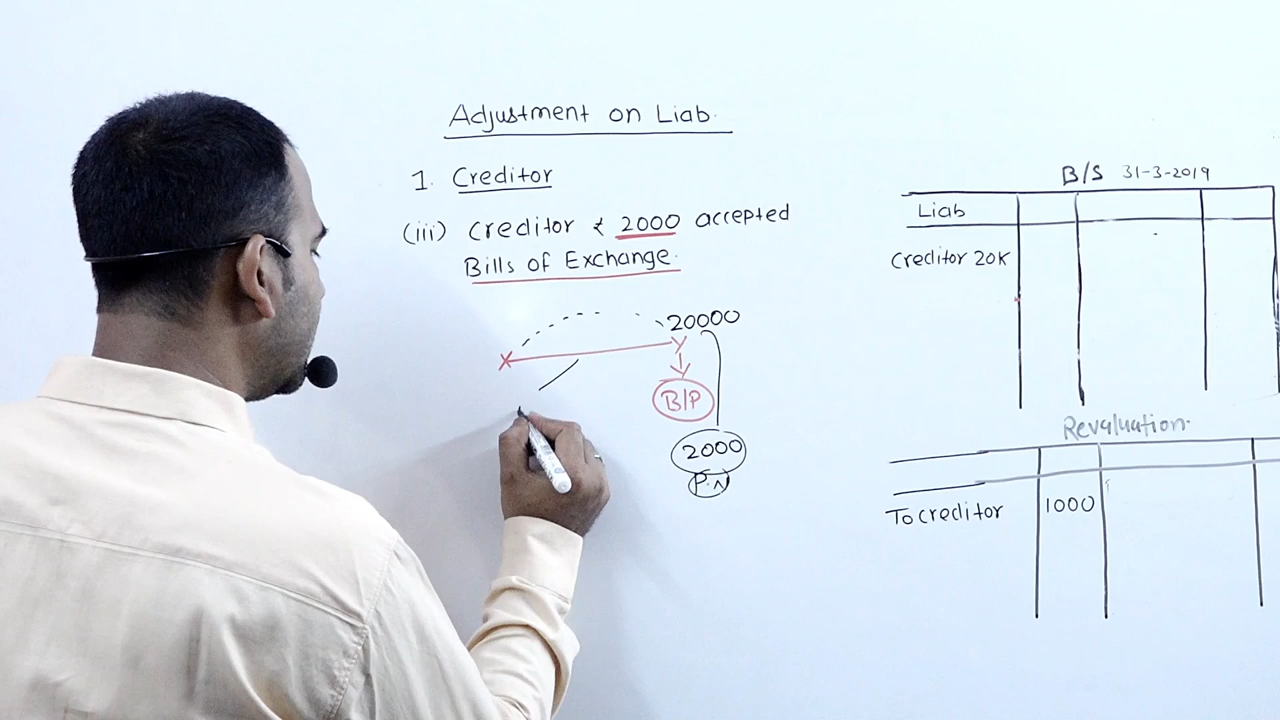 Adjustment on Liab.
1. Creditor
(iii) Creditor ₹ 2000 accepted
Bills of Exchange.
20000
X
Y
B/P
2000
P.N
B/S 31-3-2019
Liab
Creditor 20K
Revaluation.
To creditor 1000